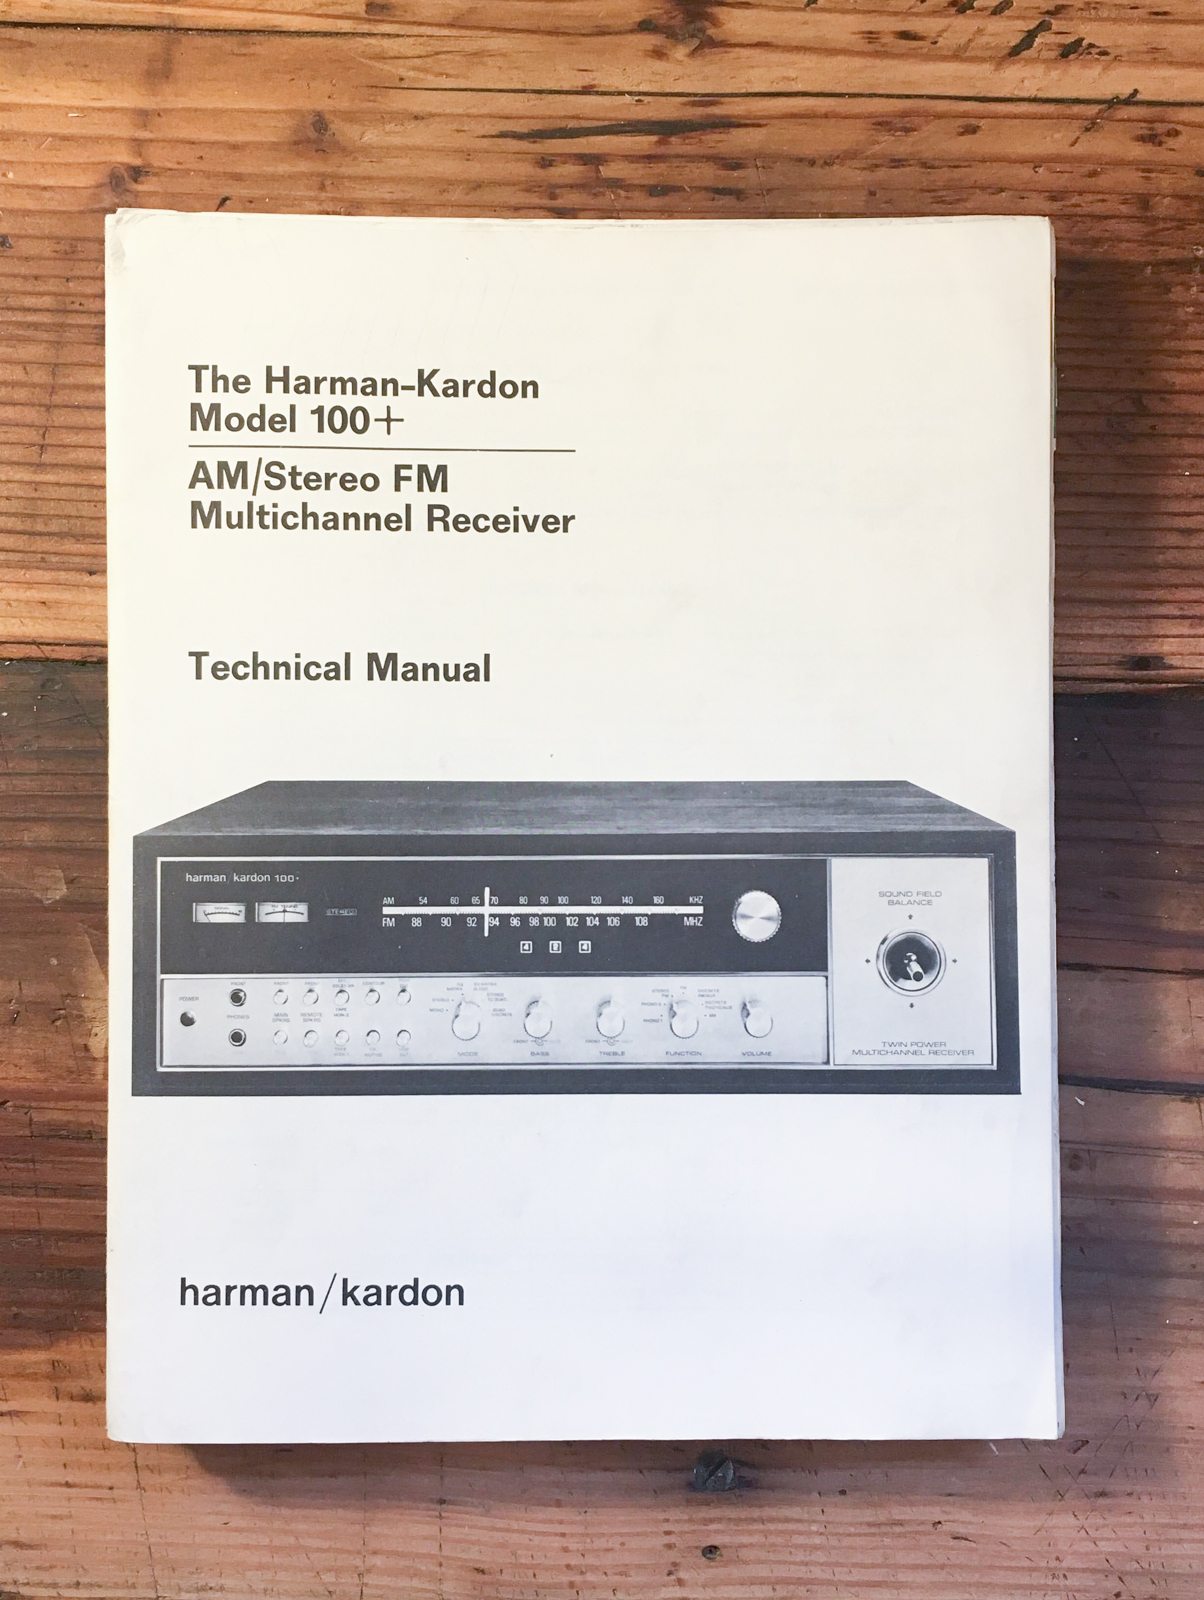 The Harman-Kardon
Model 100+
AM/Stereo FM
Multichannel Receiver
Technical Manual
harman/kardon 100+
STEREO
AM 54 60 65 70 80 90 100 120 140 160 KHZ
FM 88 90 92 94 96 98 100 102 104 106 108 MHZ
4 2 4
SOUND FIELD
BALANCE
POWER
PHONES
MODE
BASS
TREBLE
FUNCTION
VOLUME
TWIN POWER
MULTICHANNEL RECEIVER
harman/kardon